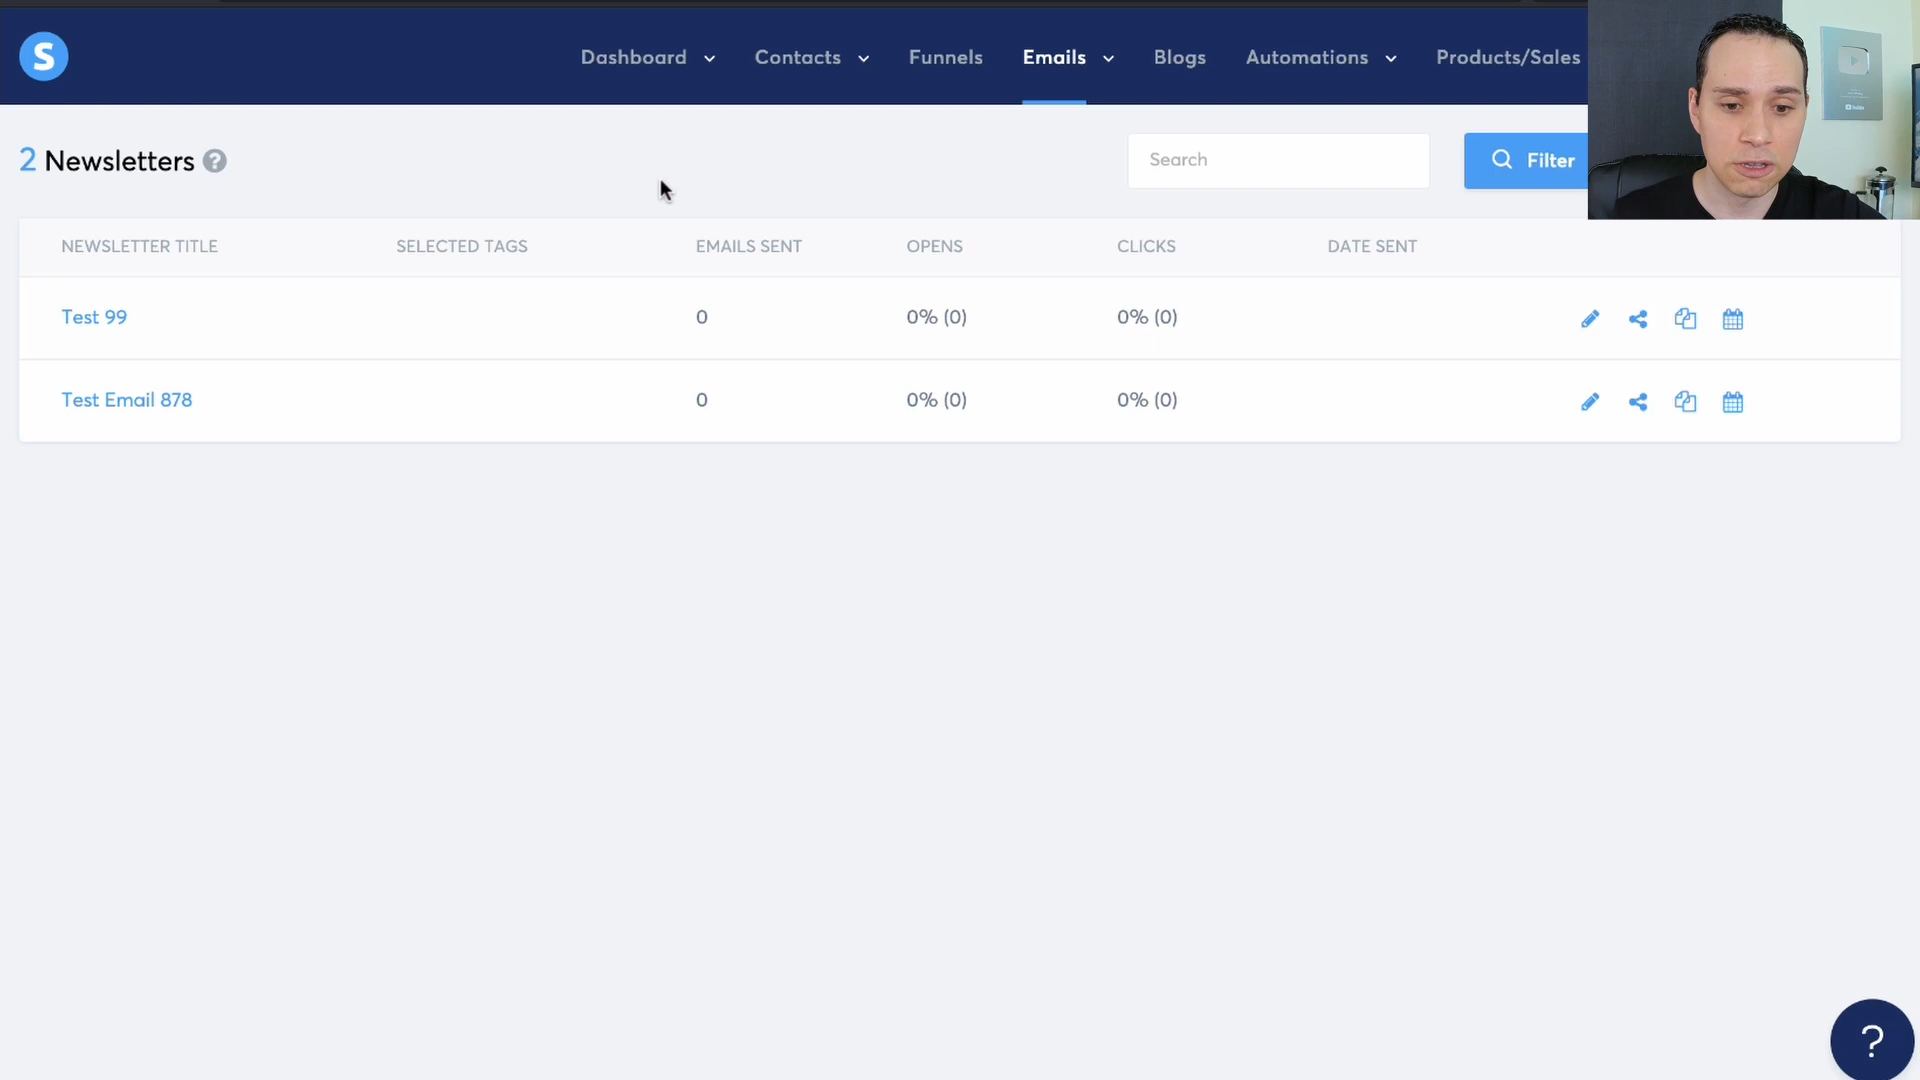 S
Dashboard Contacts Funnels Emails Blogs Automations Products/Sales
2 Newsletters ?
Search
Filter
NEWSLETTER TITLE SELECTED TAGS EMAILS SENT OPENS CLICKS DATE SENT
Test 99 0 0% (0) 0% (0)
Test Email 878 0 0% (0) 0% (0)
?